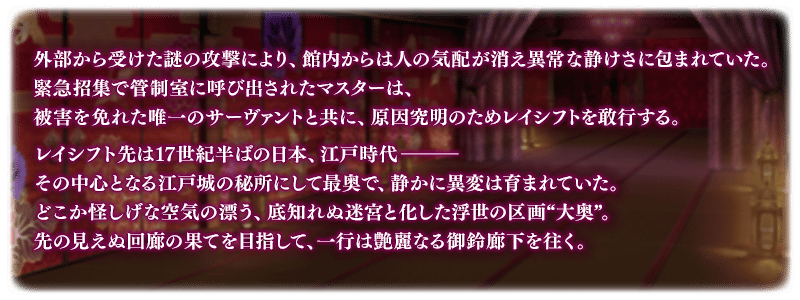 外部から受けた謎の攻撃により、館内からは人の気配が消え異常な静けさに包まれていた。
緊急招集で管制室に呼び出されたマスターは、
被害を免れた唯一のサーヴァントと共に、原因究明のためレイシフトを敢行する。
レイシフト先は17世紀半ばの日本、江戸時代———
その中心となる江戸城の秘所にして最奥で、静かに異変は育まれていた。
どこか怪しげな空気の漂う、底知れぬ迷宮と化した浮世の区画“大奥”。
先の見えぬ回廊の果てを目指して、一行は艶麗なる御鈴廊下を往く。